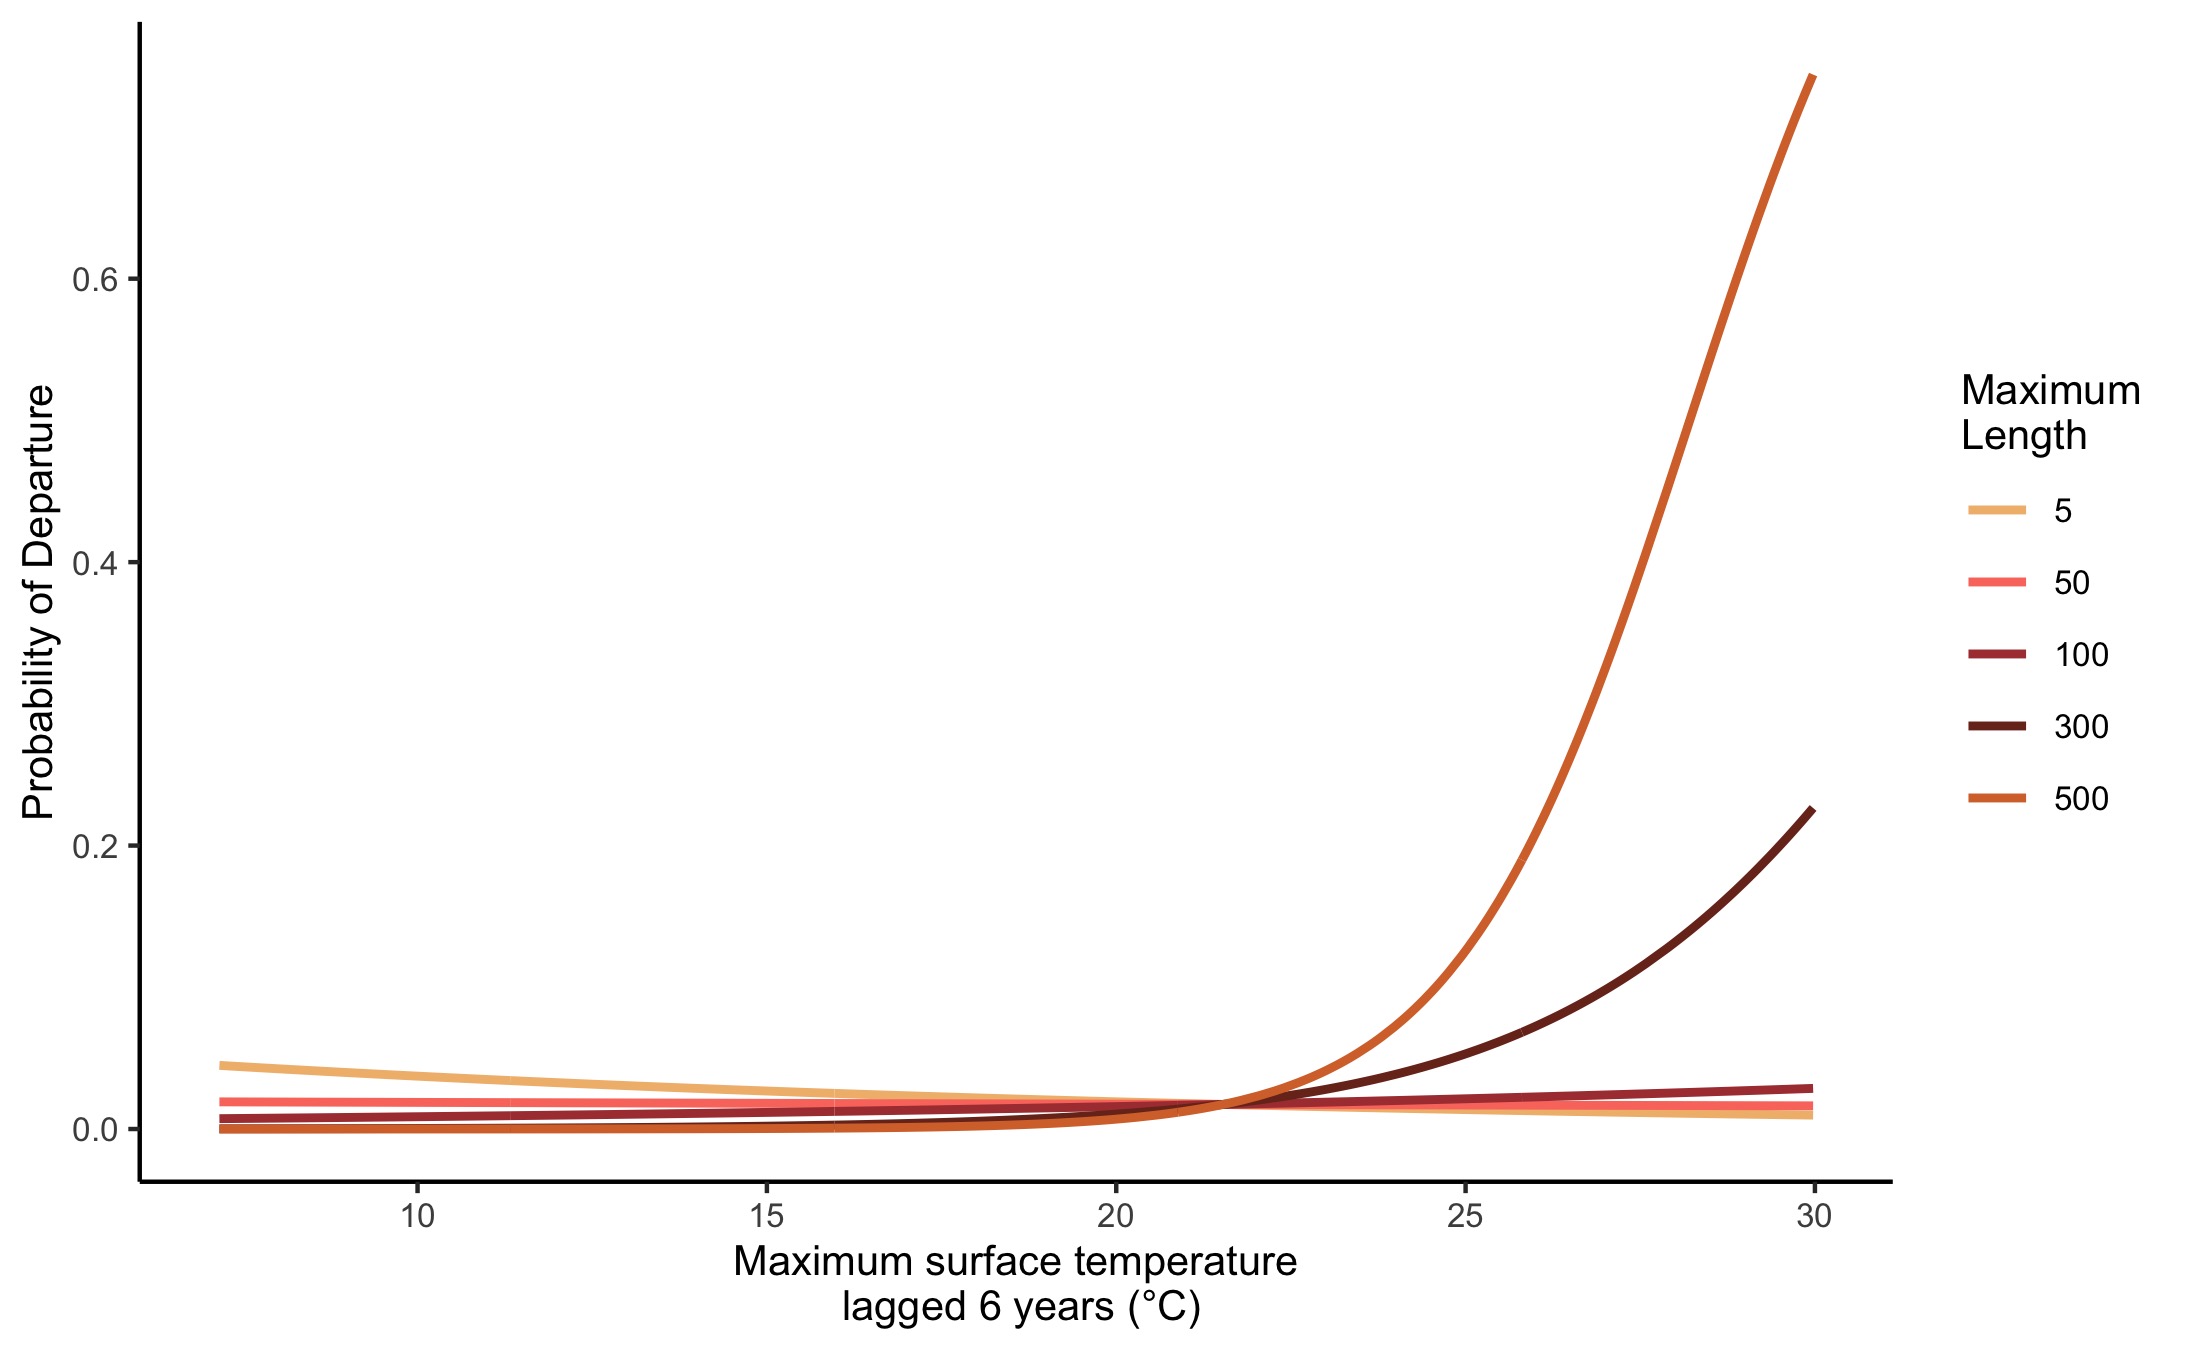 Probability of Departure
0.6
0.4
0.2
0.0
10 15 20 25 30
Maximum surface temperature
lagged 6 years (°C)
Maximum
Length
5
50
100
300
500